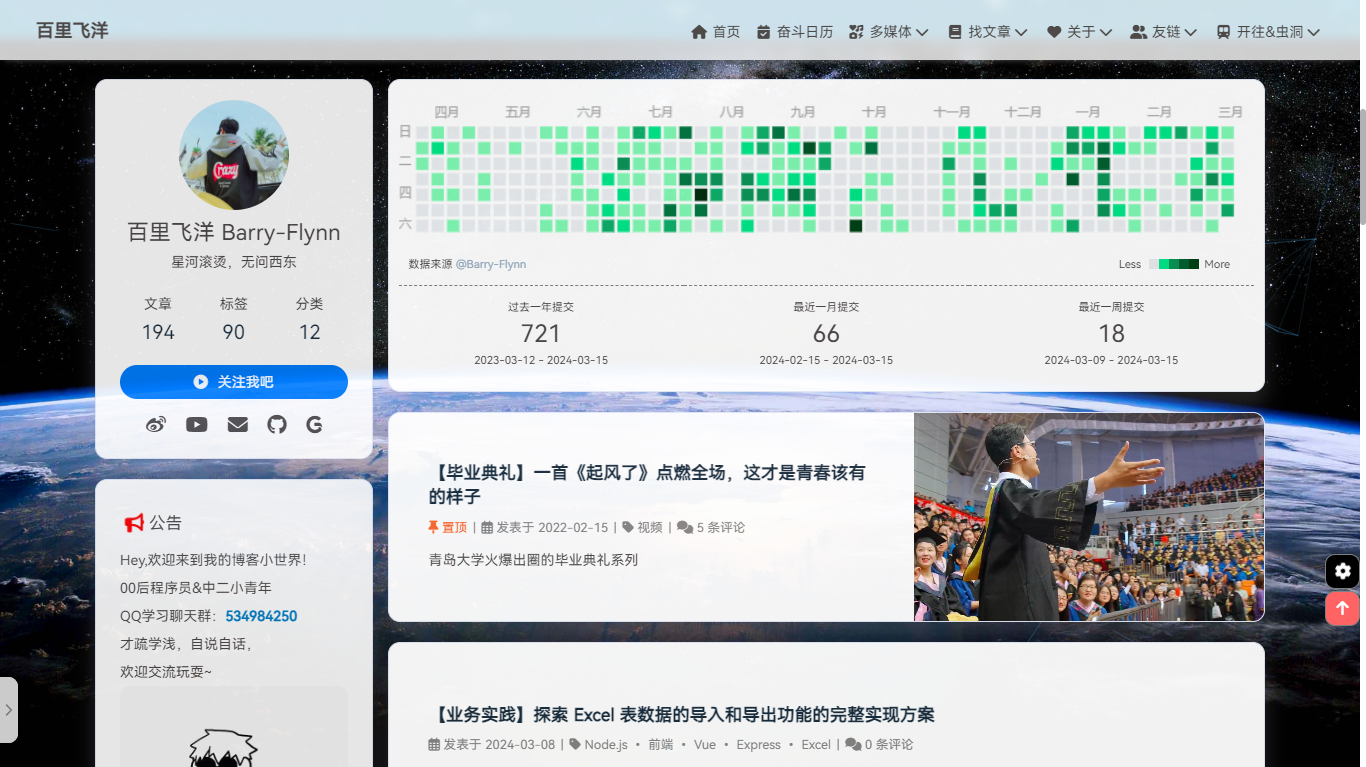 百里飞洋
首页 奋斗日历 多媒体 找文章 关于 友链 开往&虫洞
Crazy
百里飞洋 Barry-Flynn
星河滚烫，无问西东
文章 标签 分类
194 90 12
关注我吧
公告
Hey,欢迎来到我的博客小世界！
00后程序员&中二小青年
QQ学习聊天群：534984250
才疏学浅，自说自话，
欢迎交流玩耍~
四月 五月 六月 七月 八月 九月 十月 十一月 十二月 一月 二月 三月
日
二
四
六
数据来源 @Barry-Flynn
Less More
过去一年提交 最近一月提交 最近一周提交
721 66 18
2023-03-12 - 2024-03-15 2024-02-15 - 2024-03-15 2024-03-09 - 2024-03-15
【毕业典礼】一首《起风了》点燃全场，这才是青春该有
的样子
置顶 | 发表于 2022-02-15 | 视频 | 5 条评论
青岛大学火爆出圈的毕业典礼系列
【业务实践】探索 Excel 表数据的导入和导出功能的完整实现方案
发表于 2024-03-08 | Node.js • 前端 • Vue • Express • Excel | 0 条评论